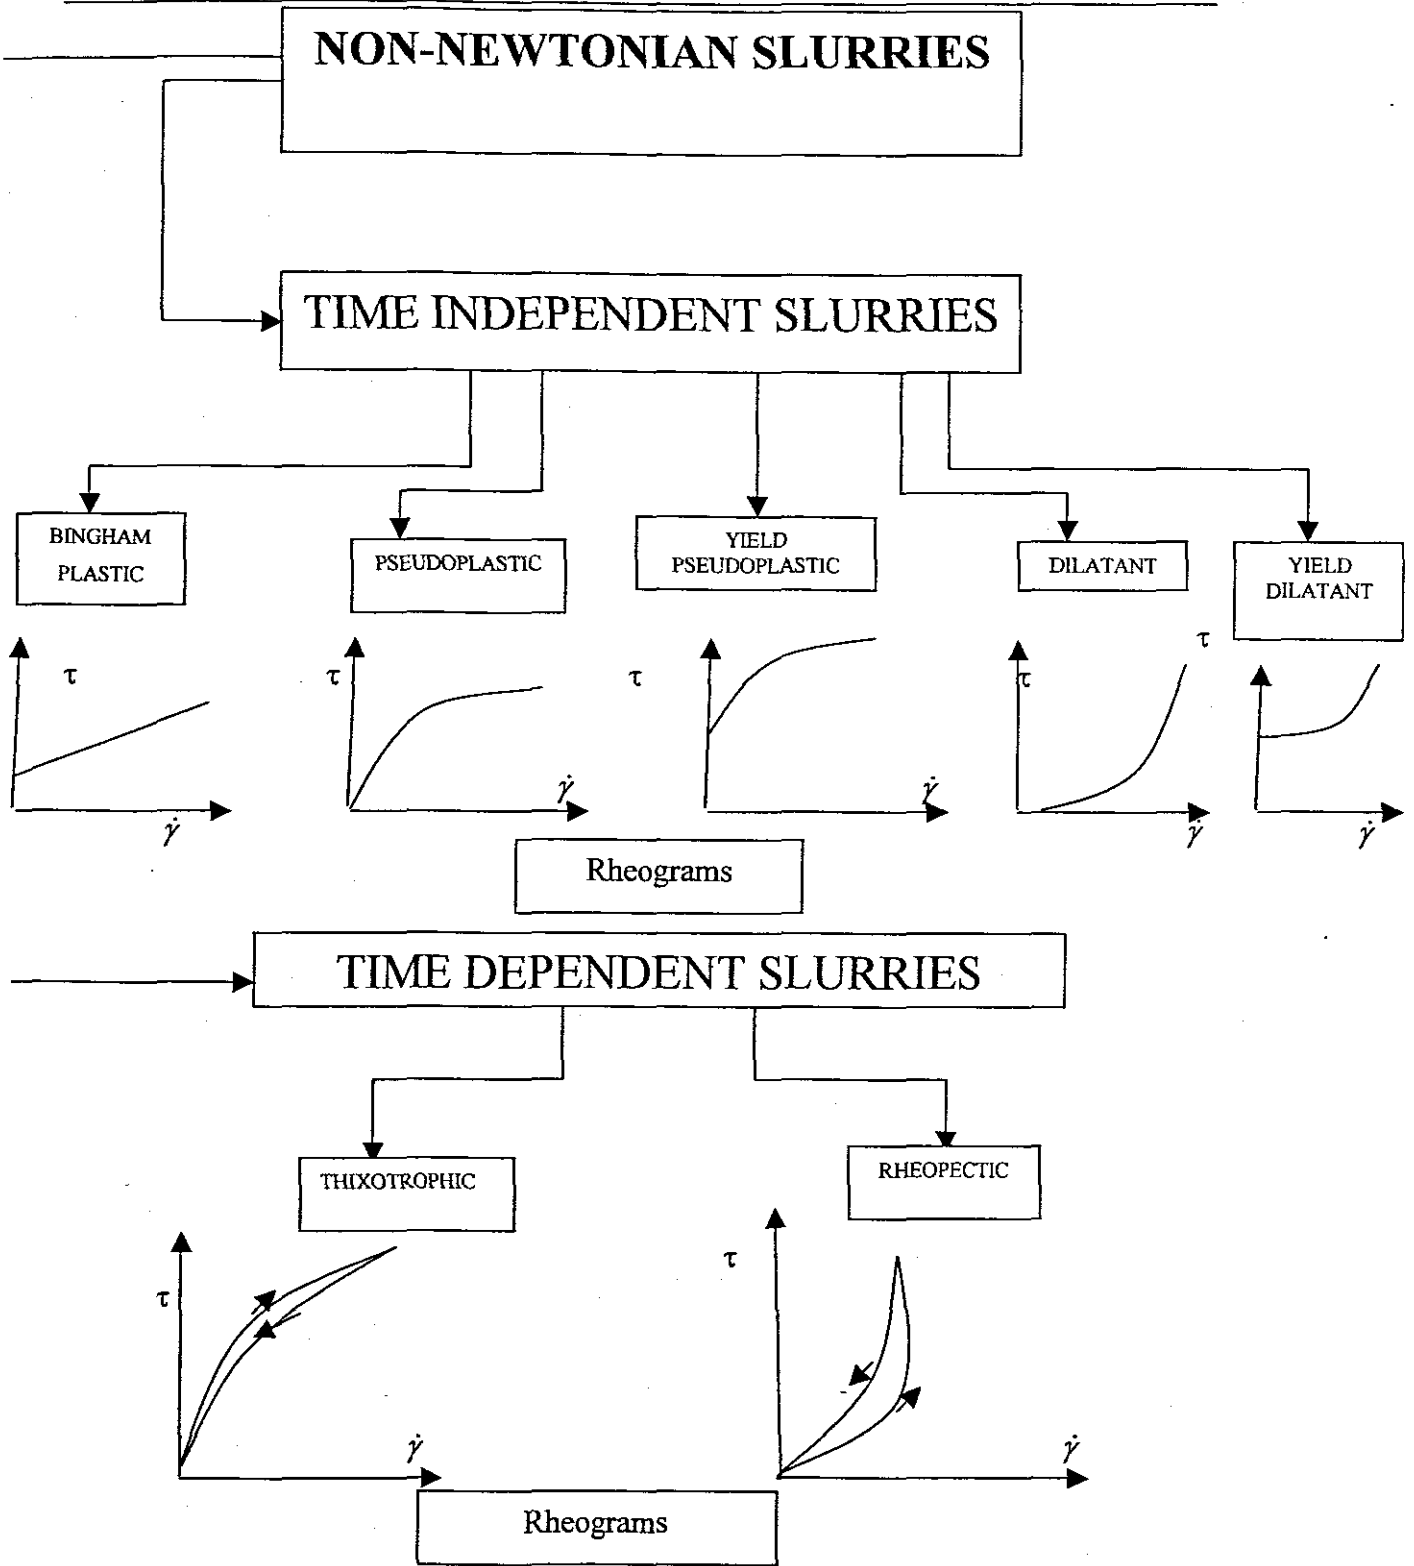 NON-NEWTONIAN SLURRIES
TIME INDEPENDENT SLURRIES
BINGHAM
PLASTIC
PSEUDOPLASTIC
YIELD
PSEUDOPLASTIC
DILATANT
YIELD
DILATANT
τ
τ
τ
τ
τ
γ̇
γ̇
γ̇
γ̇
γ̇
Rheograms
TIME DEPENDENT SLURRIES
THIXOTROPHIC
RHEOPECTIC
τ
τ
γ̇
γ̇
Rheograms